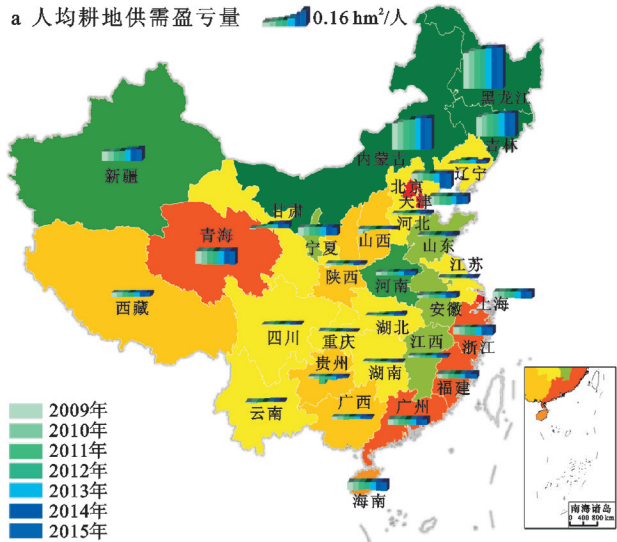 a 人均耕地供需盈亏量 0.16 hm²/人
黑龙江
吉林
内蒙古
辽宁
新疆
北京
天津
甘肃
河北
青海
宁夏
山西
山东
陕西
河南
江苏
西藏
安徽
上海
四川
重庆
湖北
浙江
贵州
湖南
江西
福建
云南
广西
广州
海南
2009年
2010年
2011年
2012年
2013年
2014年
2015年
南海诸岛
0 400 800 km